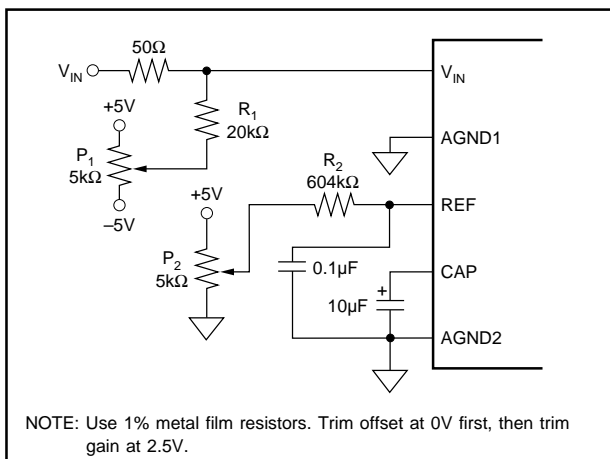 50Ω
V_IN
V_IN
R_1
20kΩ
+5V
P_1
5kΩ
–5V
AGND1
R_2
604kΩ
+5V
REF
P_2
5kΩ
0.1µF
CAP
+
10µF
AGND2
NOTE: Use 1% metal film resistors. Trim offset at 0V first, then trim
gain at 2.5V.